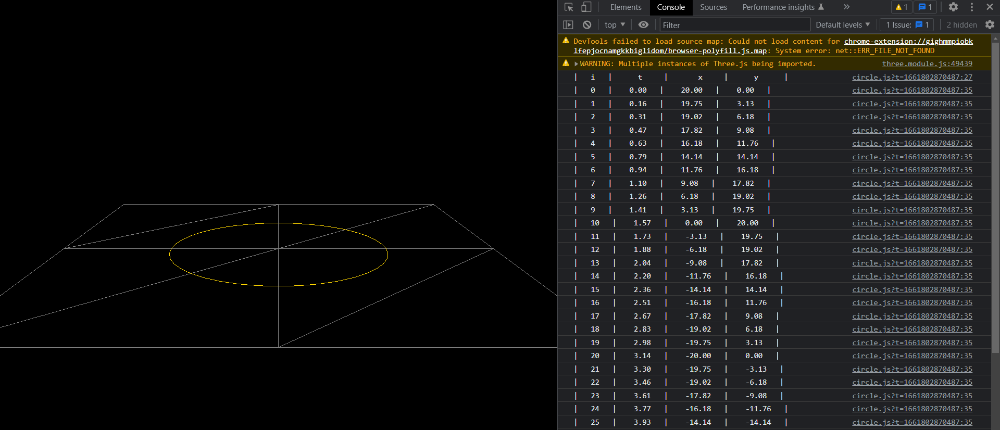 Elements Console Sources Performance insights » 1 1
top Filter Default levels 1 Issue: 1 2 hidden
DevTools failed to load source map: Could not load content for chrome-extension://gighmmpiobk
lfepjocnamgkkbiglidom/browser-polyfill.js.map: System error: net::ERR_FILE_NOT_FOUND
WARNING: Multiple instances of Three.js being imported. three.module.js:49439
| i | t | x | y | circle.js?t=1661802870487:27
| 0 | 0.00 | 20.00 | 0.00 | circle.js?t=1661802870487:35
| 1 | 0.16 | 19.75 | 3.13 | circle.js?t=1661802870487:35
| 2 | 0.31 | 19.02 | 6.18 | circle.js?t=1661802870487:35
| 3 | 0.47 | 17.82 | 9.08 | circle.js?t=1661802870487:35
| 4 | 0.63 | 16.18 | 11.76 | circle.js?t=1661802870487:35
| 5 | 0.79 | 14.14 | 14.14 | circle.js?t=1661802870487:35
| 6 | 0.94 | 11.76 | 16.18 | circle.js?t=1661802870487:35
| 7 | 1.10 | 9.08 | 17.82 | circle.js?t=1661802870487:35
| 8 | 1.26 | 6.18 | 19.02 | circle.js?t=1661802870487:35
| 9 | 1.41 | 3.13 | 19.75 | circle.js?t=1661802870487:35
| 10 | 1.57 | 0.00 | 20.00 | circle.js?t=1661802870487:35
| 11 | 1.73 | -3.13 | 19.75 | circle.js?t=1661802870487:35
| 12 | 1.88 | -6.18 | 19.02 | circle.js?t=1661802870487:35
| 13 | 2.04 | -9.08 | 17.82 | circle.js?t=1661802870487:35
| 14 | 2.20 | -11.76 | 16.18 | circle.js?t=1661802870487:35
| 15 | 2.36 | -14.14 | 14.14 | circle.js?t=1661802870487:35
| 16 | 2.51 | -16.18 | 11.76 | circle.js?t=1661802870487:35
| 17 | 2.67 | -17.82 | 9.08 | circle.js?t=1661802870487:35
| 18 | 2.83 | -19.02 | 6.18 | circle.js?t=1661802870487:35
| 19 | 2.98 | -19.75 | 3.13 | circle.js?t=1661802870487:35
| 20 | 3.14 | -20.00 | 0.00 | circle.js?t=1661802870487:35
| 21 | 3.30 | -19.75 | -3.13 | circle.js?t=1661802870487:35
| 22 | 3.46 | -19.02 | -6.18 | circle.js?t=1661802870487:35
| 23 | 3.61 | -17.82 | -9.08 | circle.js?t=1661802870487:35
| 24 | 3.77 | -16.18 | -11.76 | circle.js?t=1661802870487:35
| 25 | 3.93 | -14.14 | -14.14 | circle.js?t=1661802870487:35